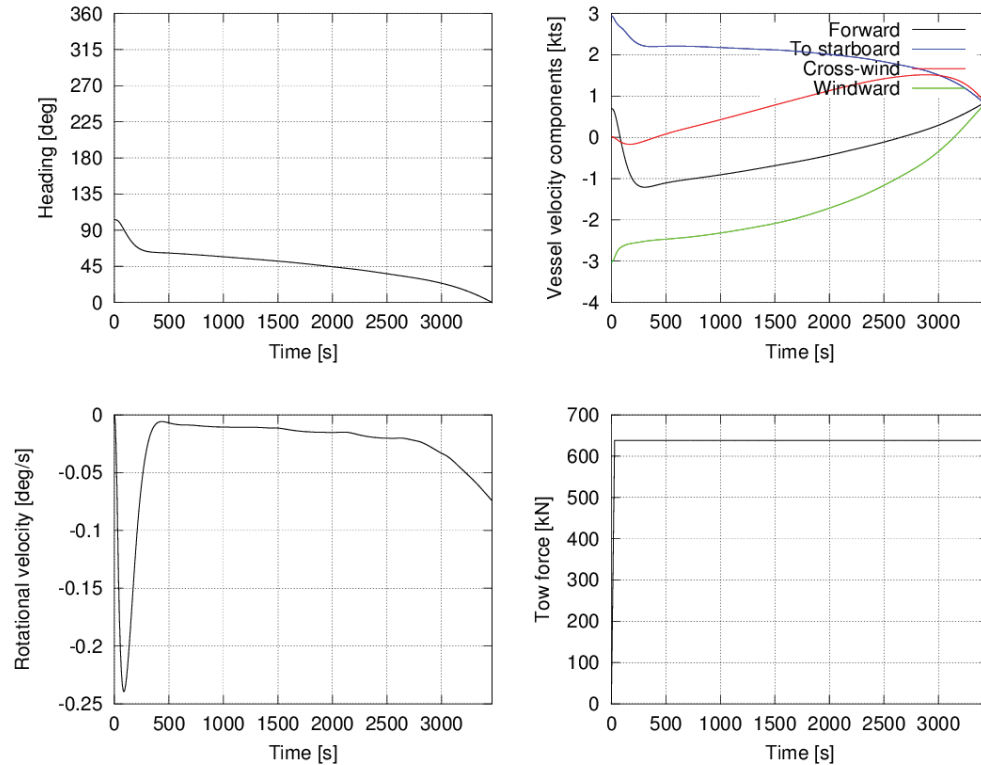 360
315
270
225
180
135
90
45
0
Heading [deg]
0 500 1000 1500 2000 2500 3000
Time [s]
3
2
1
0
-1
-2
-3
-4
Vessel velocity components [kts]
Forward
To starboard
Cross-wind
Windward
0 500 1000 1500 2000 2500 3000
Time [s]
0
-0.05
-0.1
-0.15
-0.2
-0.25
Rotational velocity [deg/s]
0 500 1000 1500 2000 2500 3000
Time [s]
700
600
500
400
300
200
100
0
Tow force [kN]
0 500 1000 1500 2000 2500 3000
Time [s]